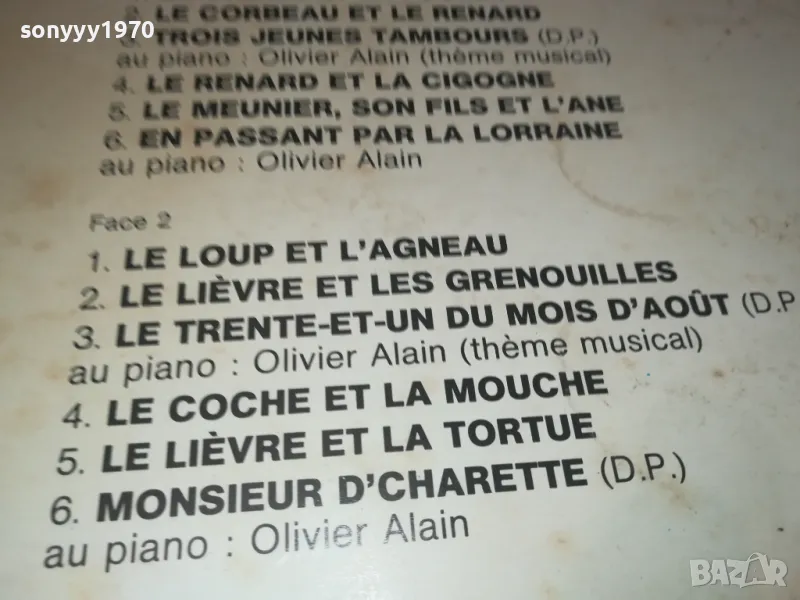 sonyyy1970
2. LE CORBEAU ET LE RENARD
3. TROIS JEUNES TAMBOURS (D.P.)
au piano : Olivier Alain (thème musical)
4. LE RENARD ET LA CIGOGNE
5. LE MEUNIER, SON FILS ET L'ANE
6. EN PASSANT PAR LA LORRAINE
au piano : Olivier Alain
Face 2
1. LE LOUP ET L'AGNEAU
2. LE LIÈVRE ET LES GRENOUILLES
3. LE TRENTE-ET-UN DU MOIS D'AOÛT (D.P
au piano : Olivier Alain (thème musical)
4. LE COCHE ET LA MOUCHE
5. LE LIÈVRE ET LA TORTUE
6. MONSIEUR D'CHARETTE (D.P.)
au piano : Olivier Alain
BAZAR